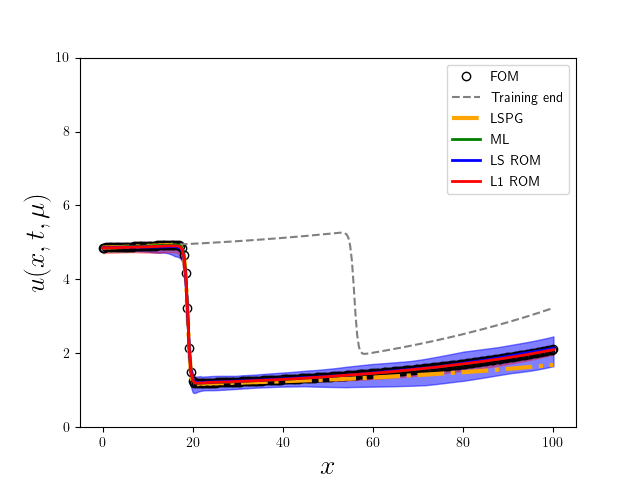 10
8
6
4
2
0
u(x, t, μ)
0
20
40
60
80
100
x
FOM
Training end
LSPG
ML
LS ROM
L1 ROM